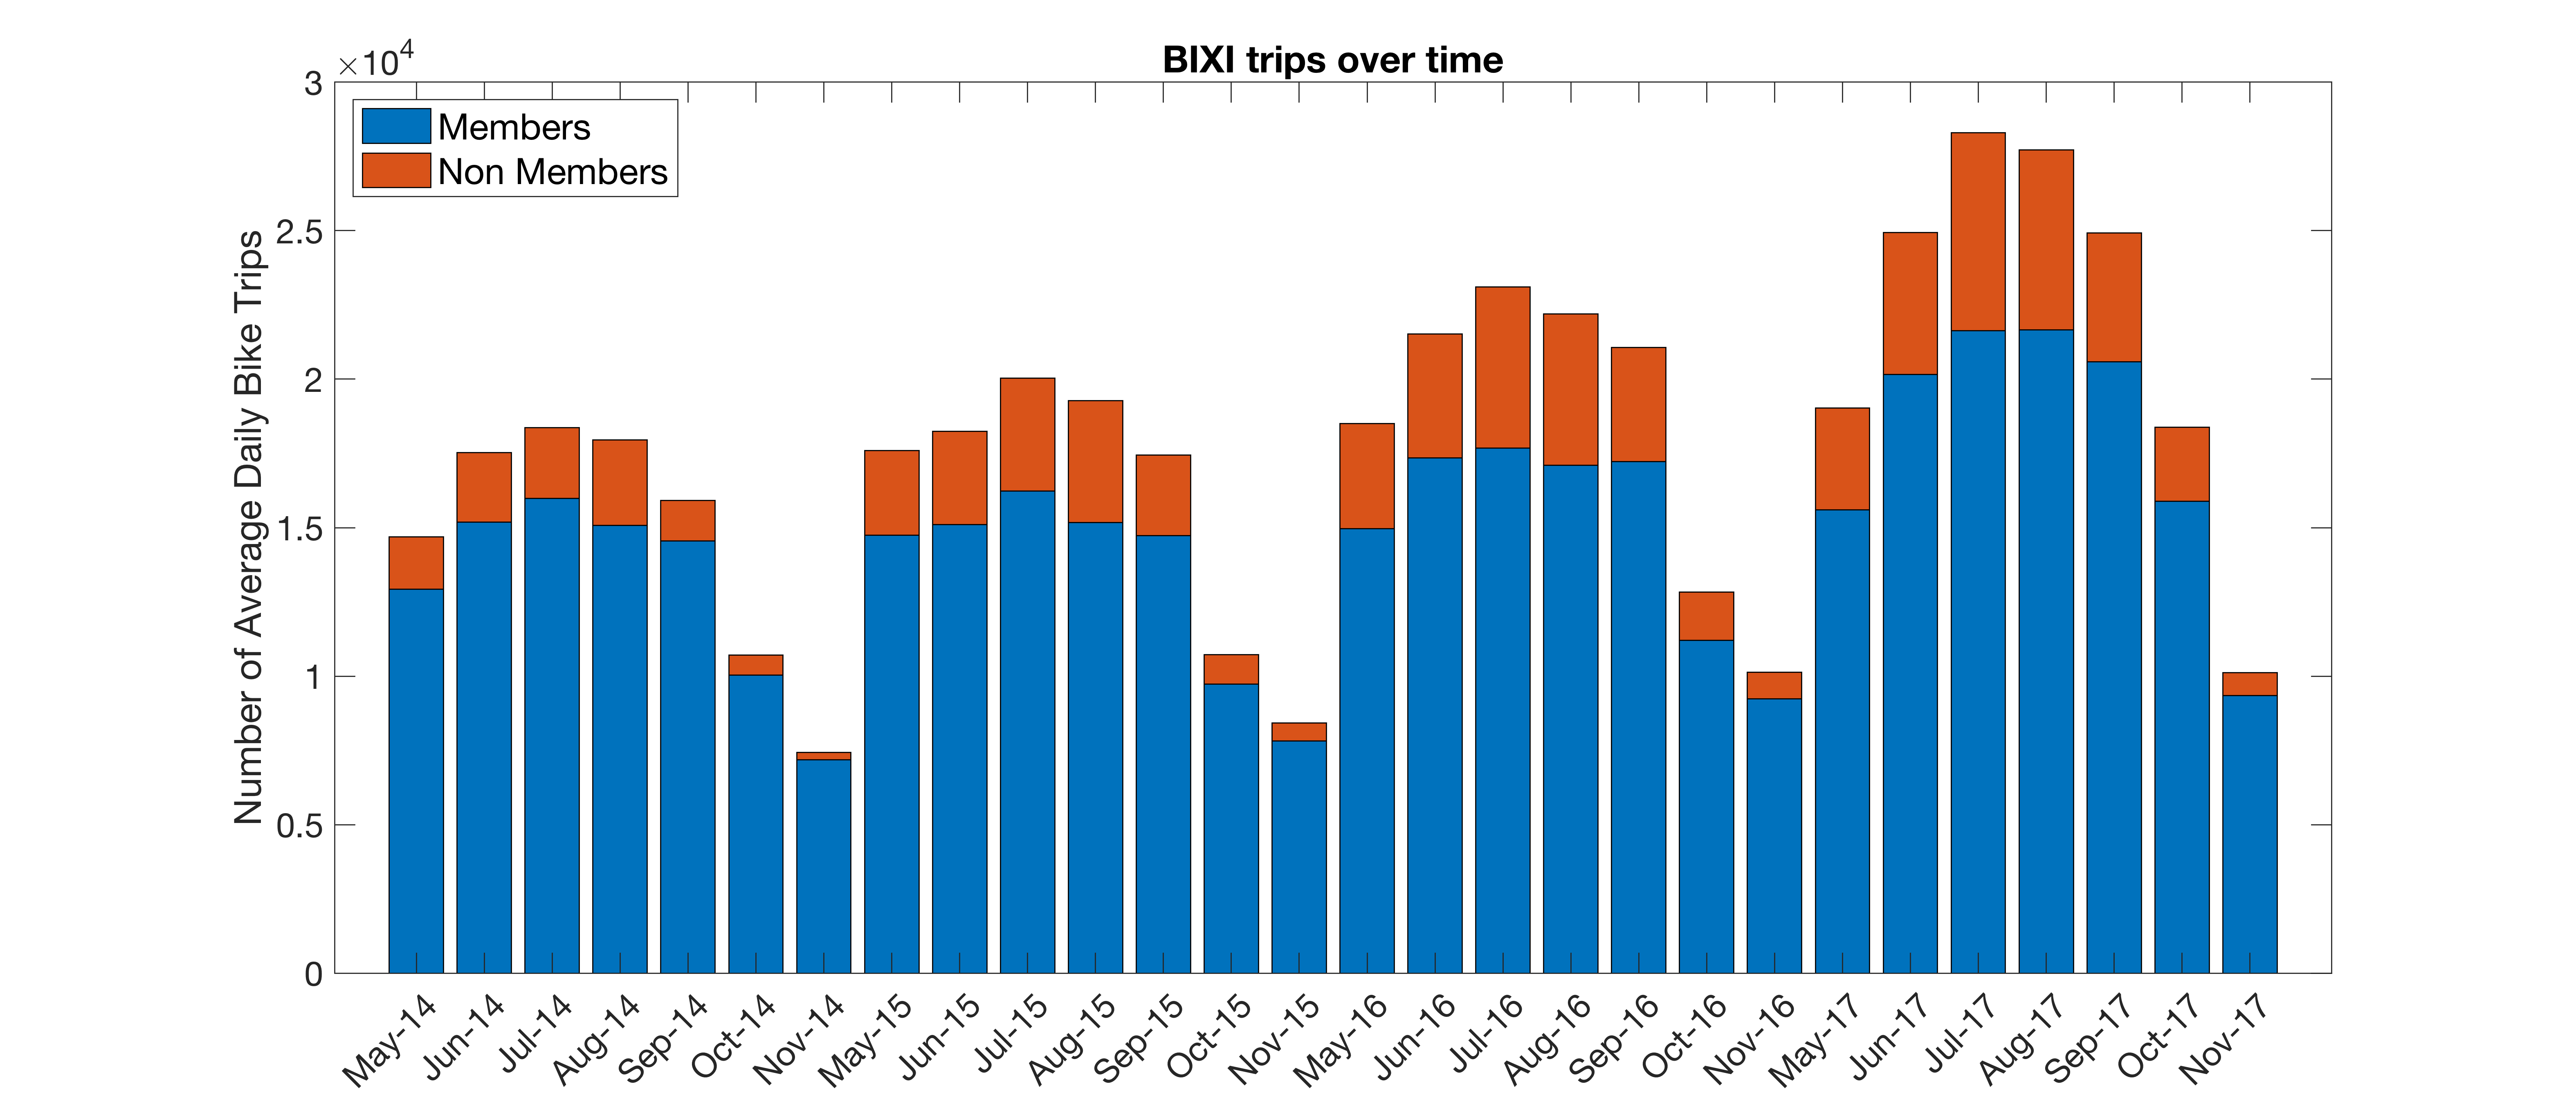 BIXI trips over time
×10⁴
3
2.5
2
1.5
1
0.5
0
Number of Average Daily Bike Trips
Members
Non Members
May-14
Jun-14
Jul-14
Aug-14
Sep-14
Oct-14
Nov-14
May-15
Jun-15
Jul-15
Aug-15
Sep-15
Oct-15
Nov-15
May-16
Jun-16
Jul-16
Aug-16
Sep-16
Oct-16
Nov-16
May-17
Jun-17
Jul-17
Aug-17
Sep-17
Oct-17
Nov-17